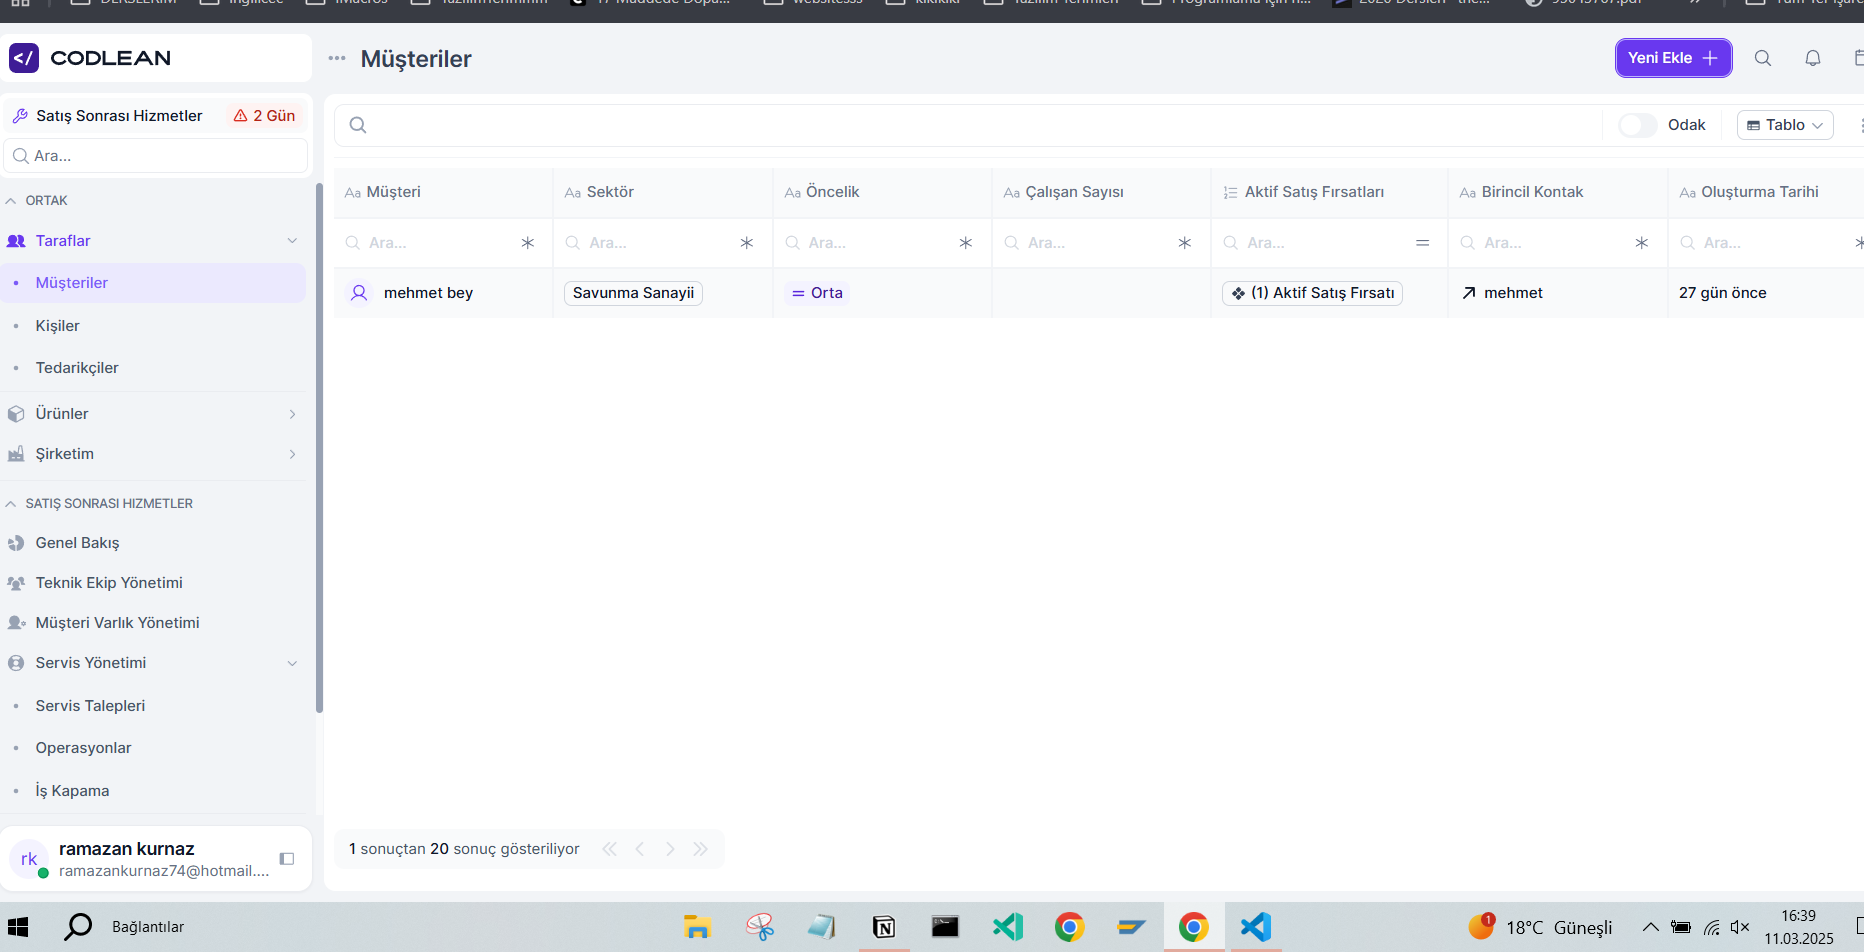 CODLEAN
Müşteriler
Yeni Ekle
Satış Sonrası Hizmetler
2 Gün
Ara...
Odak
Tablo
ORTAK
Taraflar
Müşteriler
Kişiler
Tedarikçiler
Ürünler
Şirketim
SATIŞ SONRASI HIZMETLER
Genel Bakış
Teknik Ekip Yönetimi
Müşteri Varlık Yönetimi
Servis Yönetimi
Servis Talepleri
Operasyonlar
İş Kapama
ramazan kurnaz
rk
ramazankurnaz74@hotmail....
Aa Müşteri
Aa Sektör
Aa Öncelik
Aa Çalışan Sayısı
Aktif Satış Fırsatları
Aa Birincil Kontak
Aa Oluşturma Tarihi
Ara...
Ara...
Ara...
Ara...
Ara...
Ara...
Ara...
mehmet bey
Savunma Sanayii
Orta
(1) Aktif Satış Fırsatı
mehmet
27 gün önce
1 sonuçtan 20 sonuç gösteriliyor
Bağlantılar
1
18°C Güneşli
16:39
11.03.2025